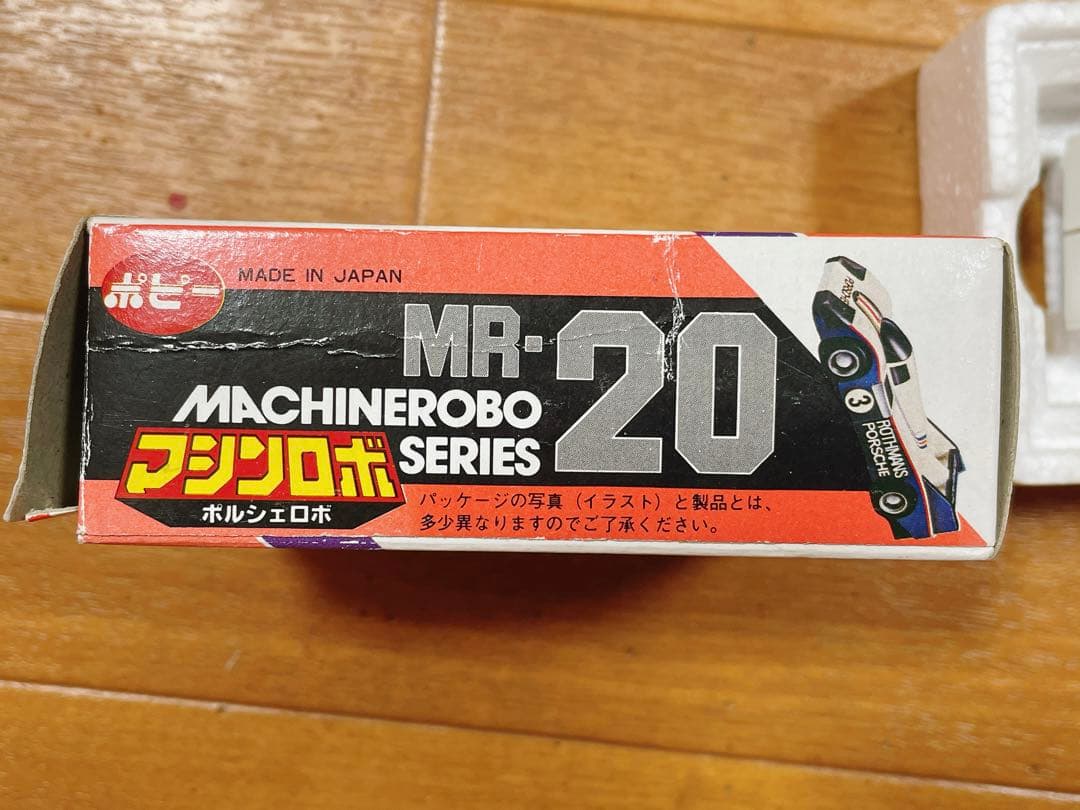 ポピー
MADE IN JAPAN
MR-20
MACHINEROBO
SERIES
マシンロボ
ポルシェロボ
パッケージの写真（イラスト）と製品とは、
多少異なりますのでご了承ください。
3
ROTHMANS
PORSCHE